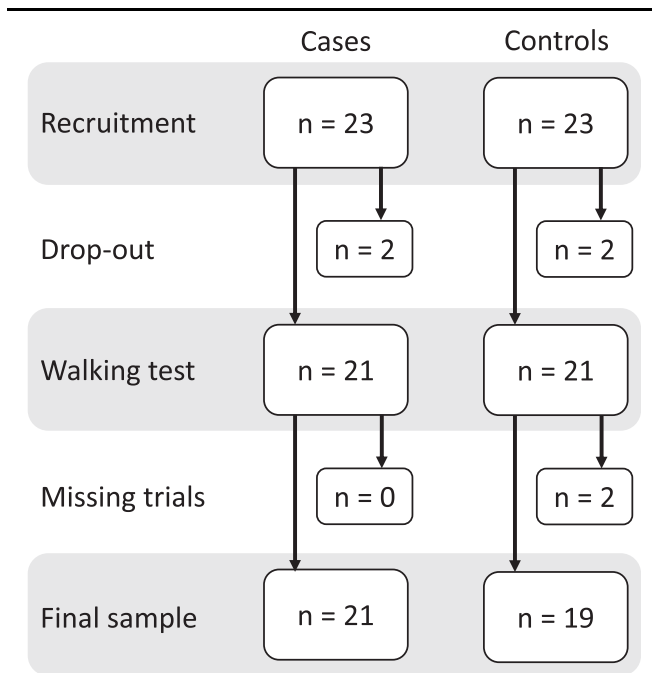 Cases Controls
Recruitment n = 23 n = 23
Drop-out n = 2 n = 2
Walking test n = 21 n = 21
Missing trials n = 0 n = 2
Final sample n = 21 n = 19